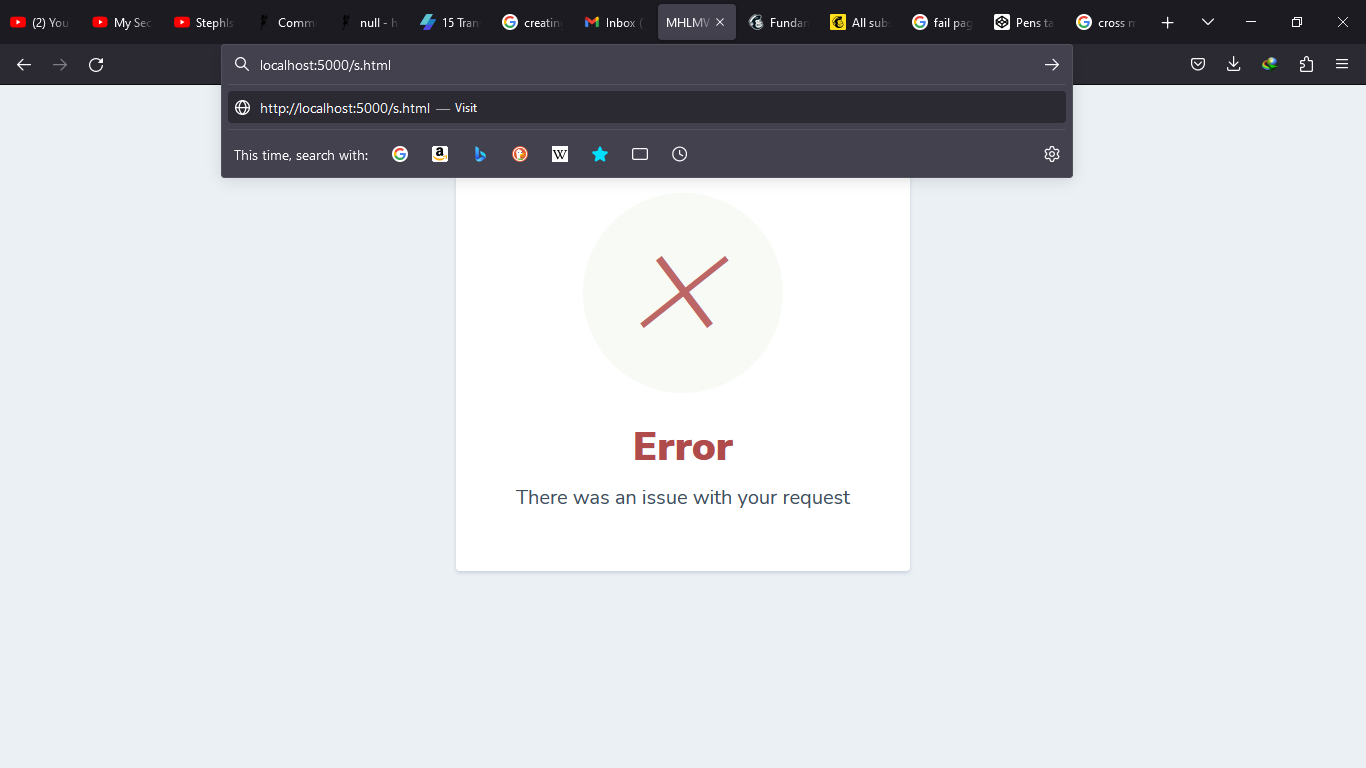 (2) You
My Sec
Stephis
Comm
null - h
15 Tran
creating
Inbox (
MHLMV
Fundar
All subs
fail pag
Pens ta
cross m
localhost:5000/s.html
http://localhost:5000/s.html — Visit
This time, search with:
Error
There was an issue with your request